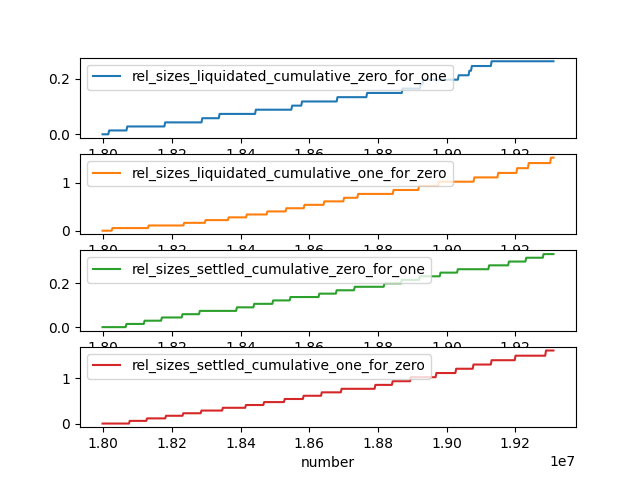 rel_sizes_liquidated_cumulative_zero_for_one
0.2
0.0
1.80 1.82 1.84 1.86 1.88 1.90 1.92
rel_sizes_liquidated_cumulative_one_for_zero
1
0
1.80 1.82 1.84 1.86 1.88 1.90 1.92
rel_sizes_settled_cumulative_zero_for_one
0.2
0.0
1.80 1.82 1.84 1.86 1.88 1.90 1.92
rel_sizes_settled_cumulative_one_for_zero
1
0
1.80 1.82 1.84 1.86 1.88 1.90 1.92
number
1e7